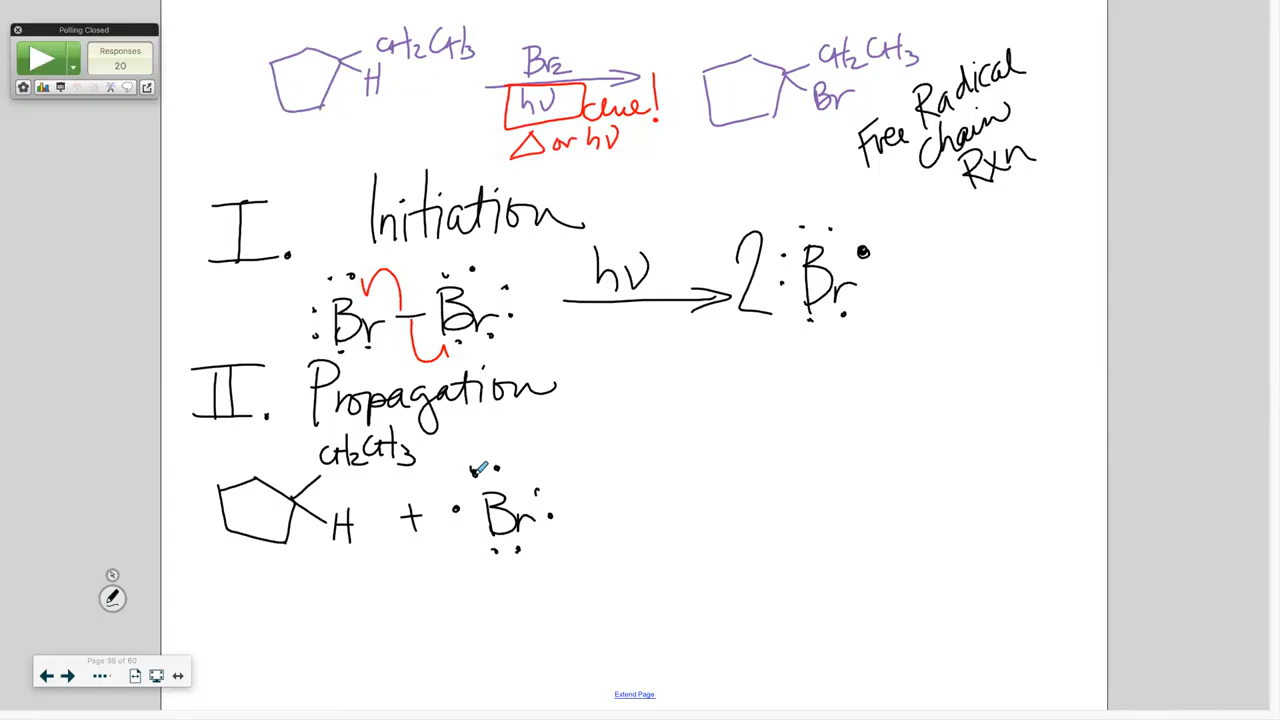 Polling Closed
Responses
20
CH2CH3
H
Br2
hν clue!
Δ or hν
CH2CH3
Br
Free Radical
chain
Rxn
I. Initiation
:Br–Br: hν 2 :Br•
II. Propagation
CH2CH3
H + • Br:
Page 38 of 60
Extend Page